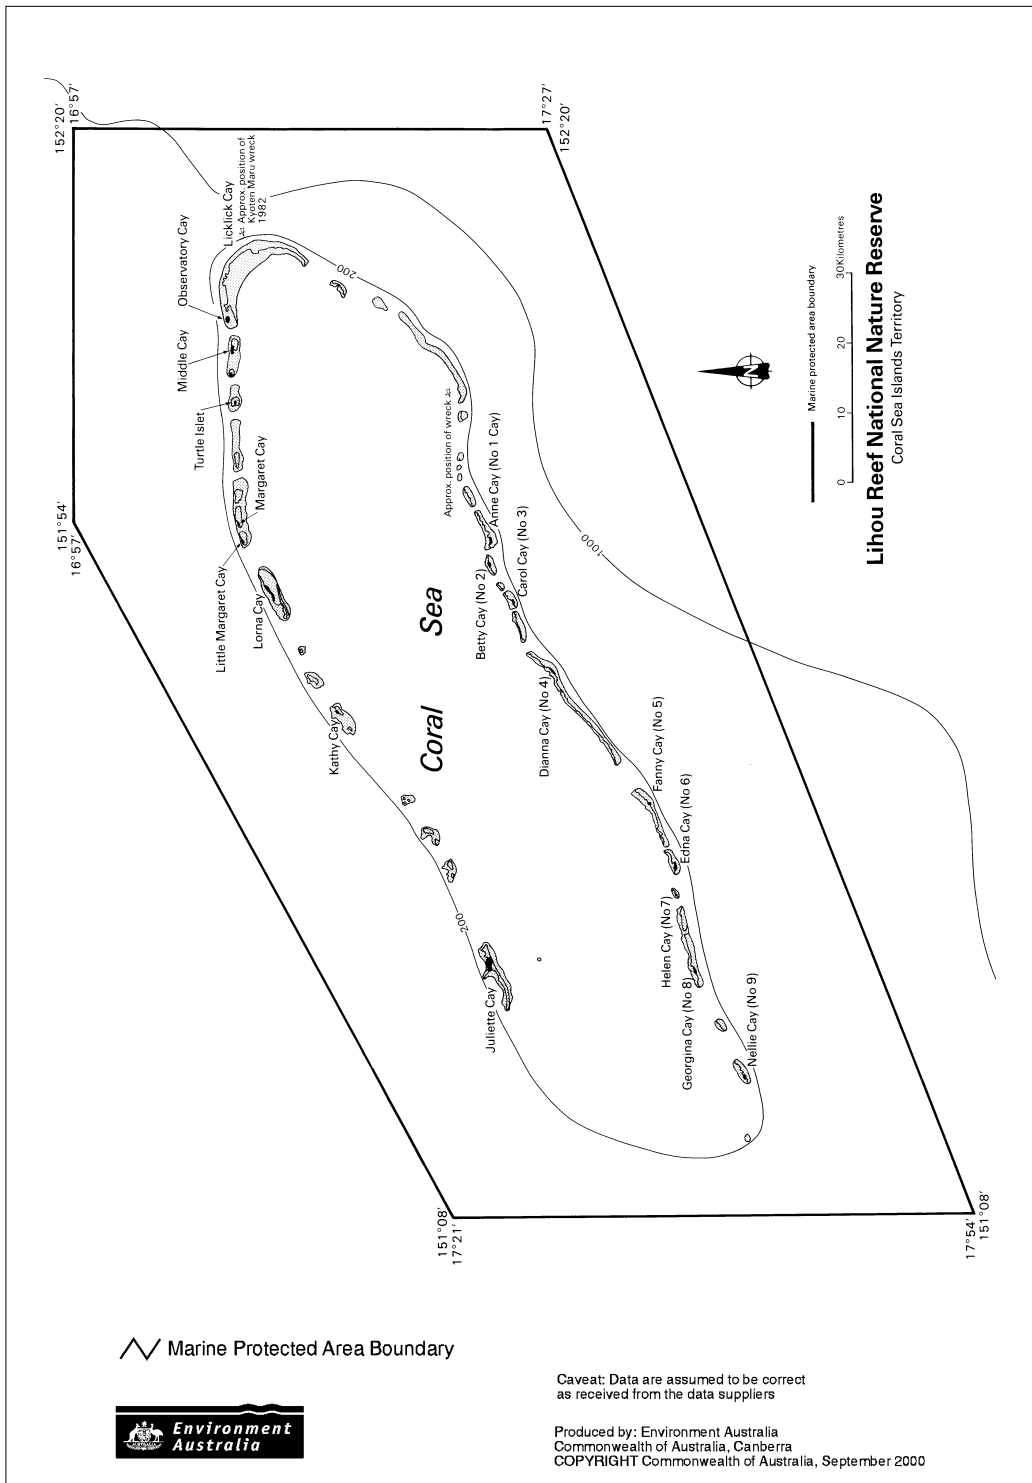 Lihou Reef National Nature Reserve
Coral Sea Islands Territory
Marine protected area boundary
0 10 20 30Kilometres
N
151°54′
16°57′
152°20′
16°57′
17°27′
152°20′
151°08′
17°21′
17°54′
151°08′
Observatory Cay
Licklick Cay
Approx. position of
Kyoten Maru wreck
1982
Middle Cay
Turtle Islet
Margaret Cay
Little Margaret Cay
Lorna Cay
Kathy Cay
Juliette Cay
Coral Sea
200
200
1000
Approx. position of wreck
Anne Cay (No 1 Cay)
Betty Cay (No 2)
Carol Cay (No 3)
Dianna Cay (No 4)
Fanny Cay (No 5)
Edna Cay (No 6)
Helen Cay (No7)
Georgina Cay (No 8)
Nellie Cay (No 9)
Marine Protected Area Boundary
Environment
Australia
Caveat: Data are assumed to be correct
as received from the data suppliers
Produced by: Environment Australia
Commonwealth of Australia, Canberra
COPYRIGHT Commonwealth of Australia, September 2000